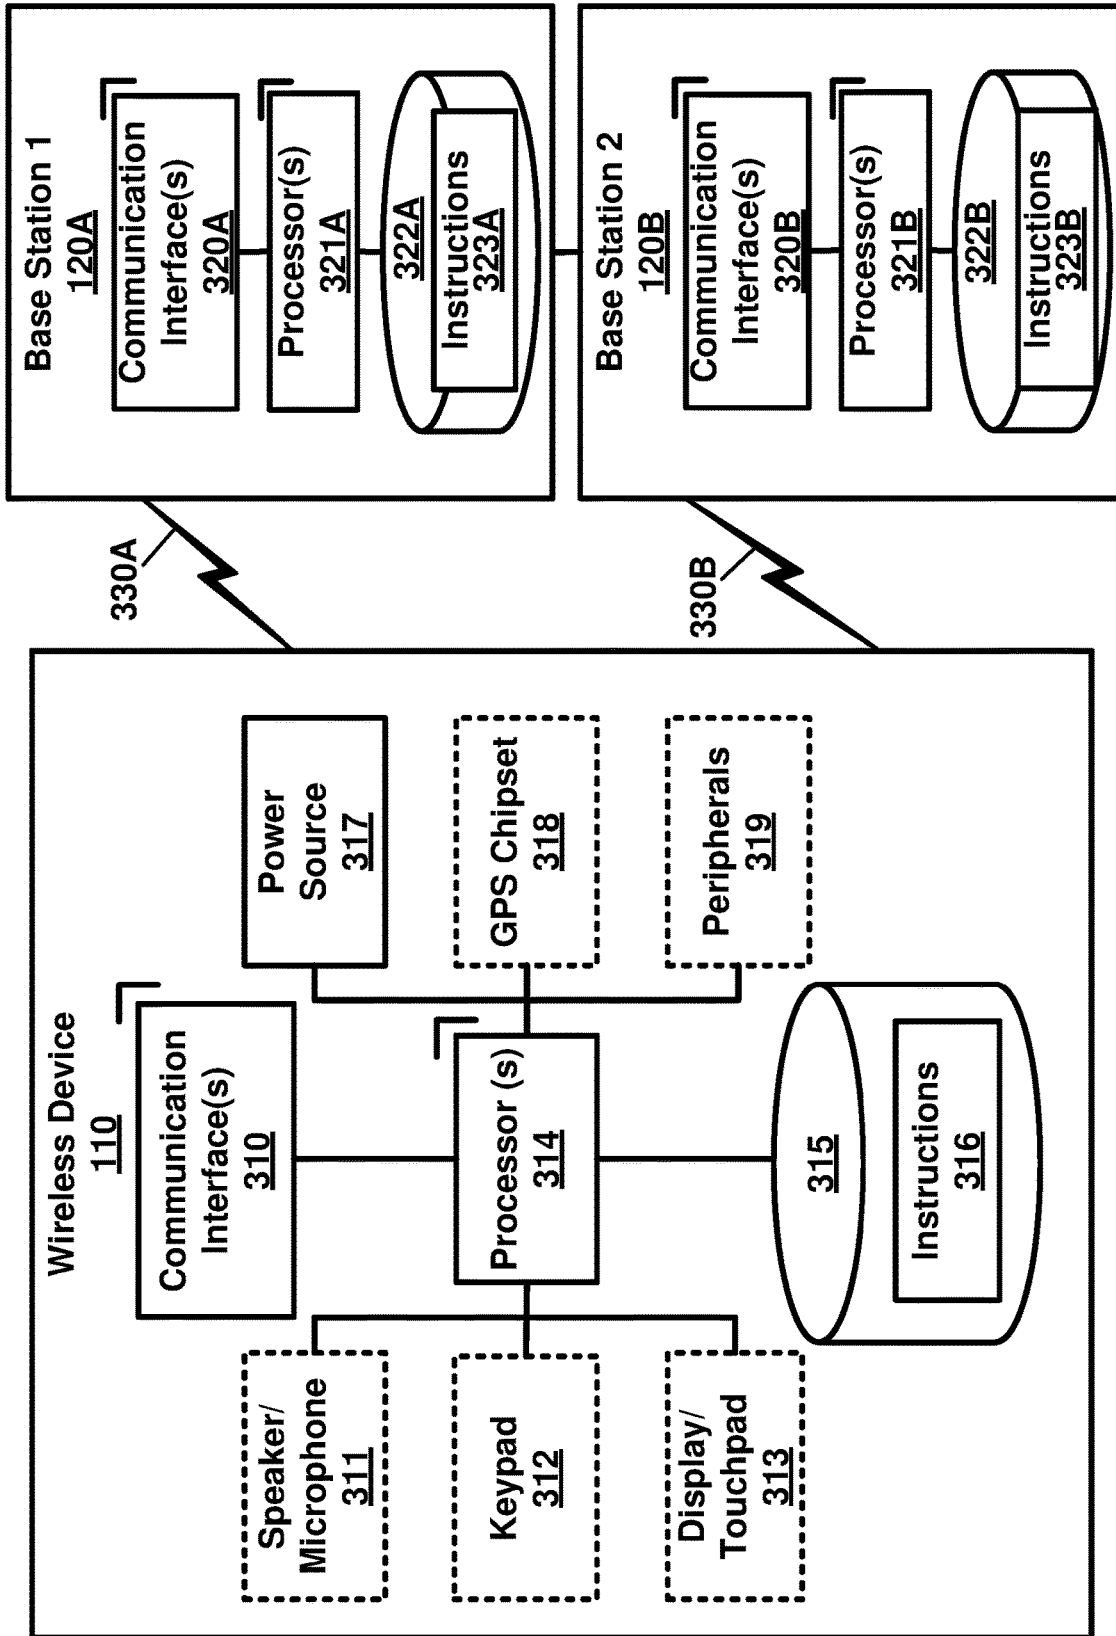 Wireless Device
110
Communication
Interface(s)
310
Speaker/
Microphone
311
Keypad
312
Display/
Touchpad
313
Processor (s)
314
Power
Source
317
GPS Chipset
318
Peripherals
319
315
Instructions
316
330A
330B
Base Station 1
120A
Communication
Interface(s)
320A
Processor(s)
321A
322A
Instructions
323A
Base Station 2
120B
Communication
Interface(s)
320B
Processor(s)
321B
322B
Instructions
323B